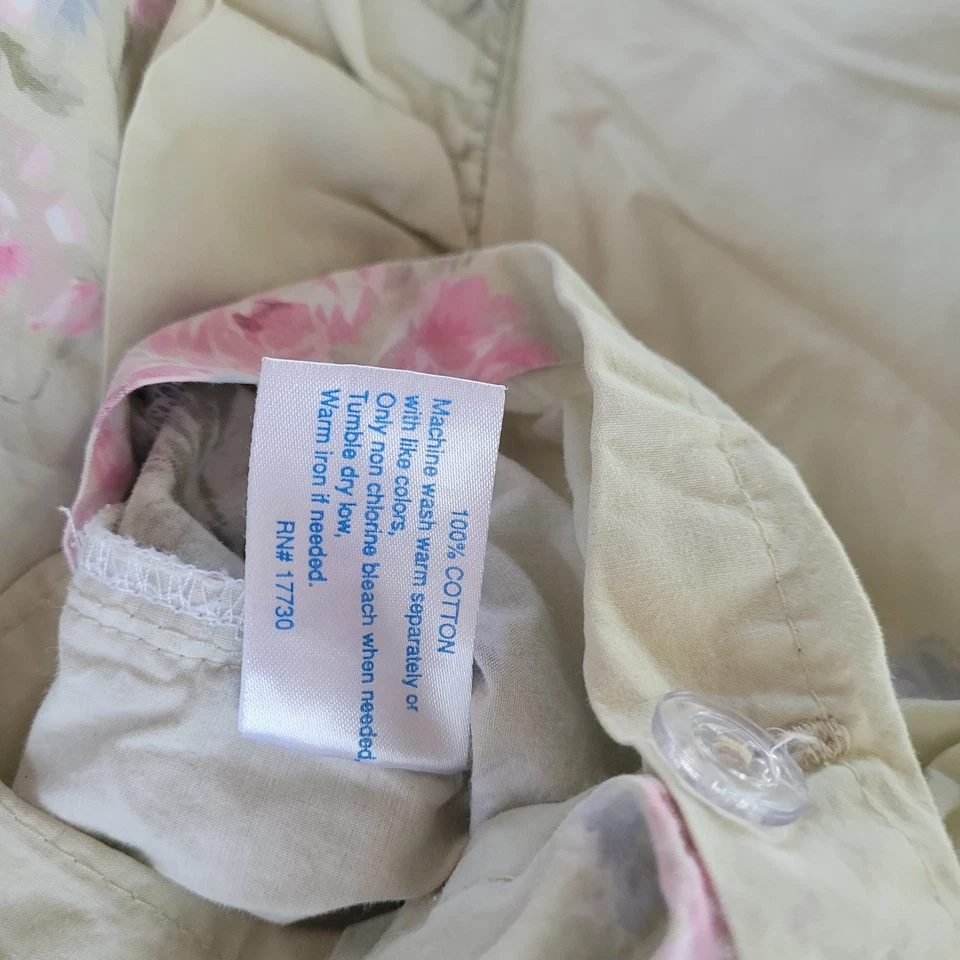 100% COTTON
Machine wash warm separately or
with like colors,
Only non chlorine bleach when needed,
Tumble dry low,
Warm iron if needed.
RN# 17730